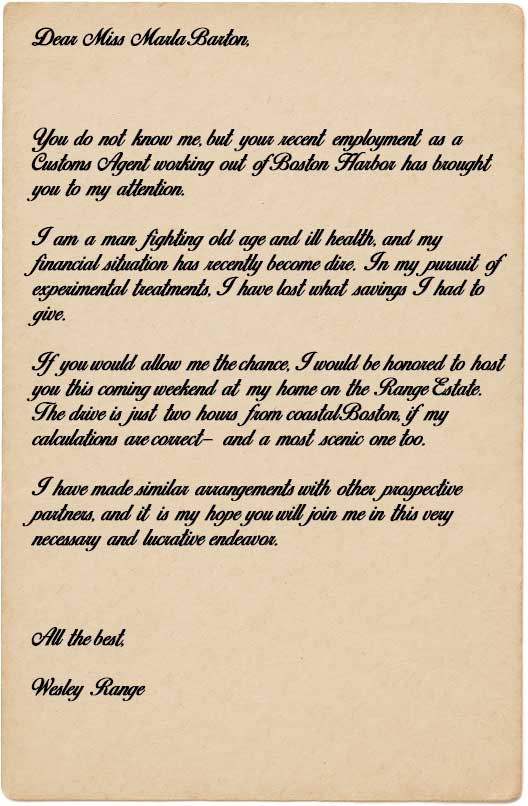 Dear Miss Marla Barton,
You do not know me, but your recent employment as a
Customs Agent working out of Boston Harbor has brought
you to my attention.
I am a man fighting old age and ill health, and my
financial situation has recently become dire. In my pursuit of
experimental treatments, I have lost what savings I had to
give.
If you would allow me the chance, I would be honored to host
you this coming weekend at my home on the Range Estate.
The drive is just two hours from coastal Boston, if my
calculations are correct– and a most scenic one too.
I have made similar arrangements with other prospective
partners, and it is my hope you will join me in this very
necessary and lucrative endeavor.
All the best,
Wesley Range